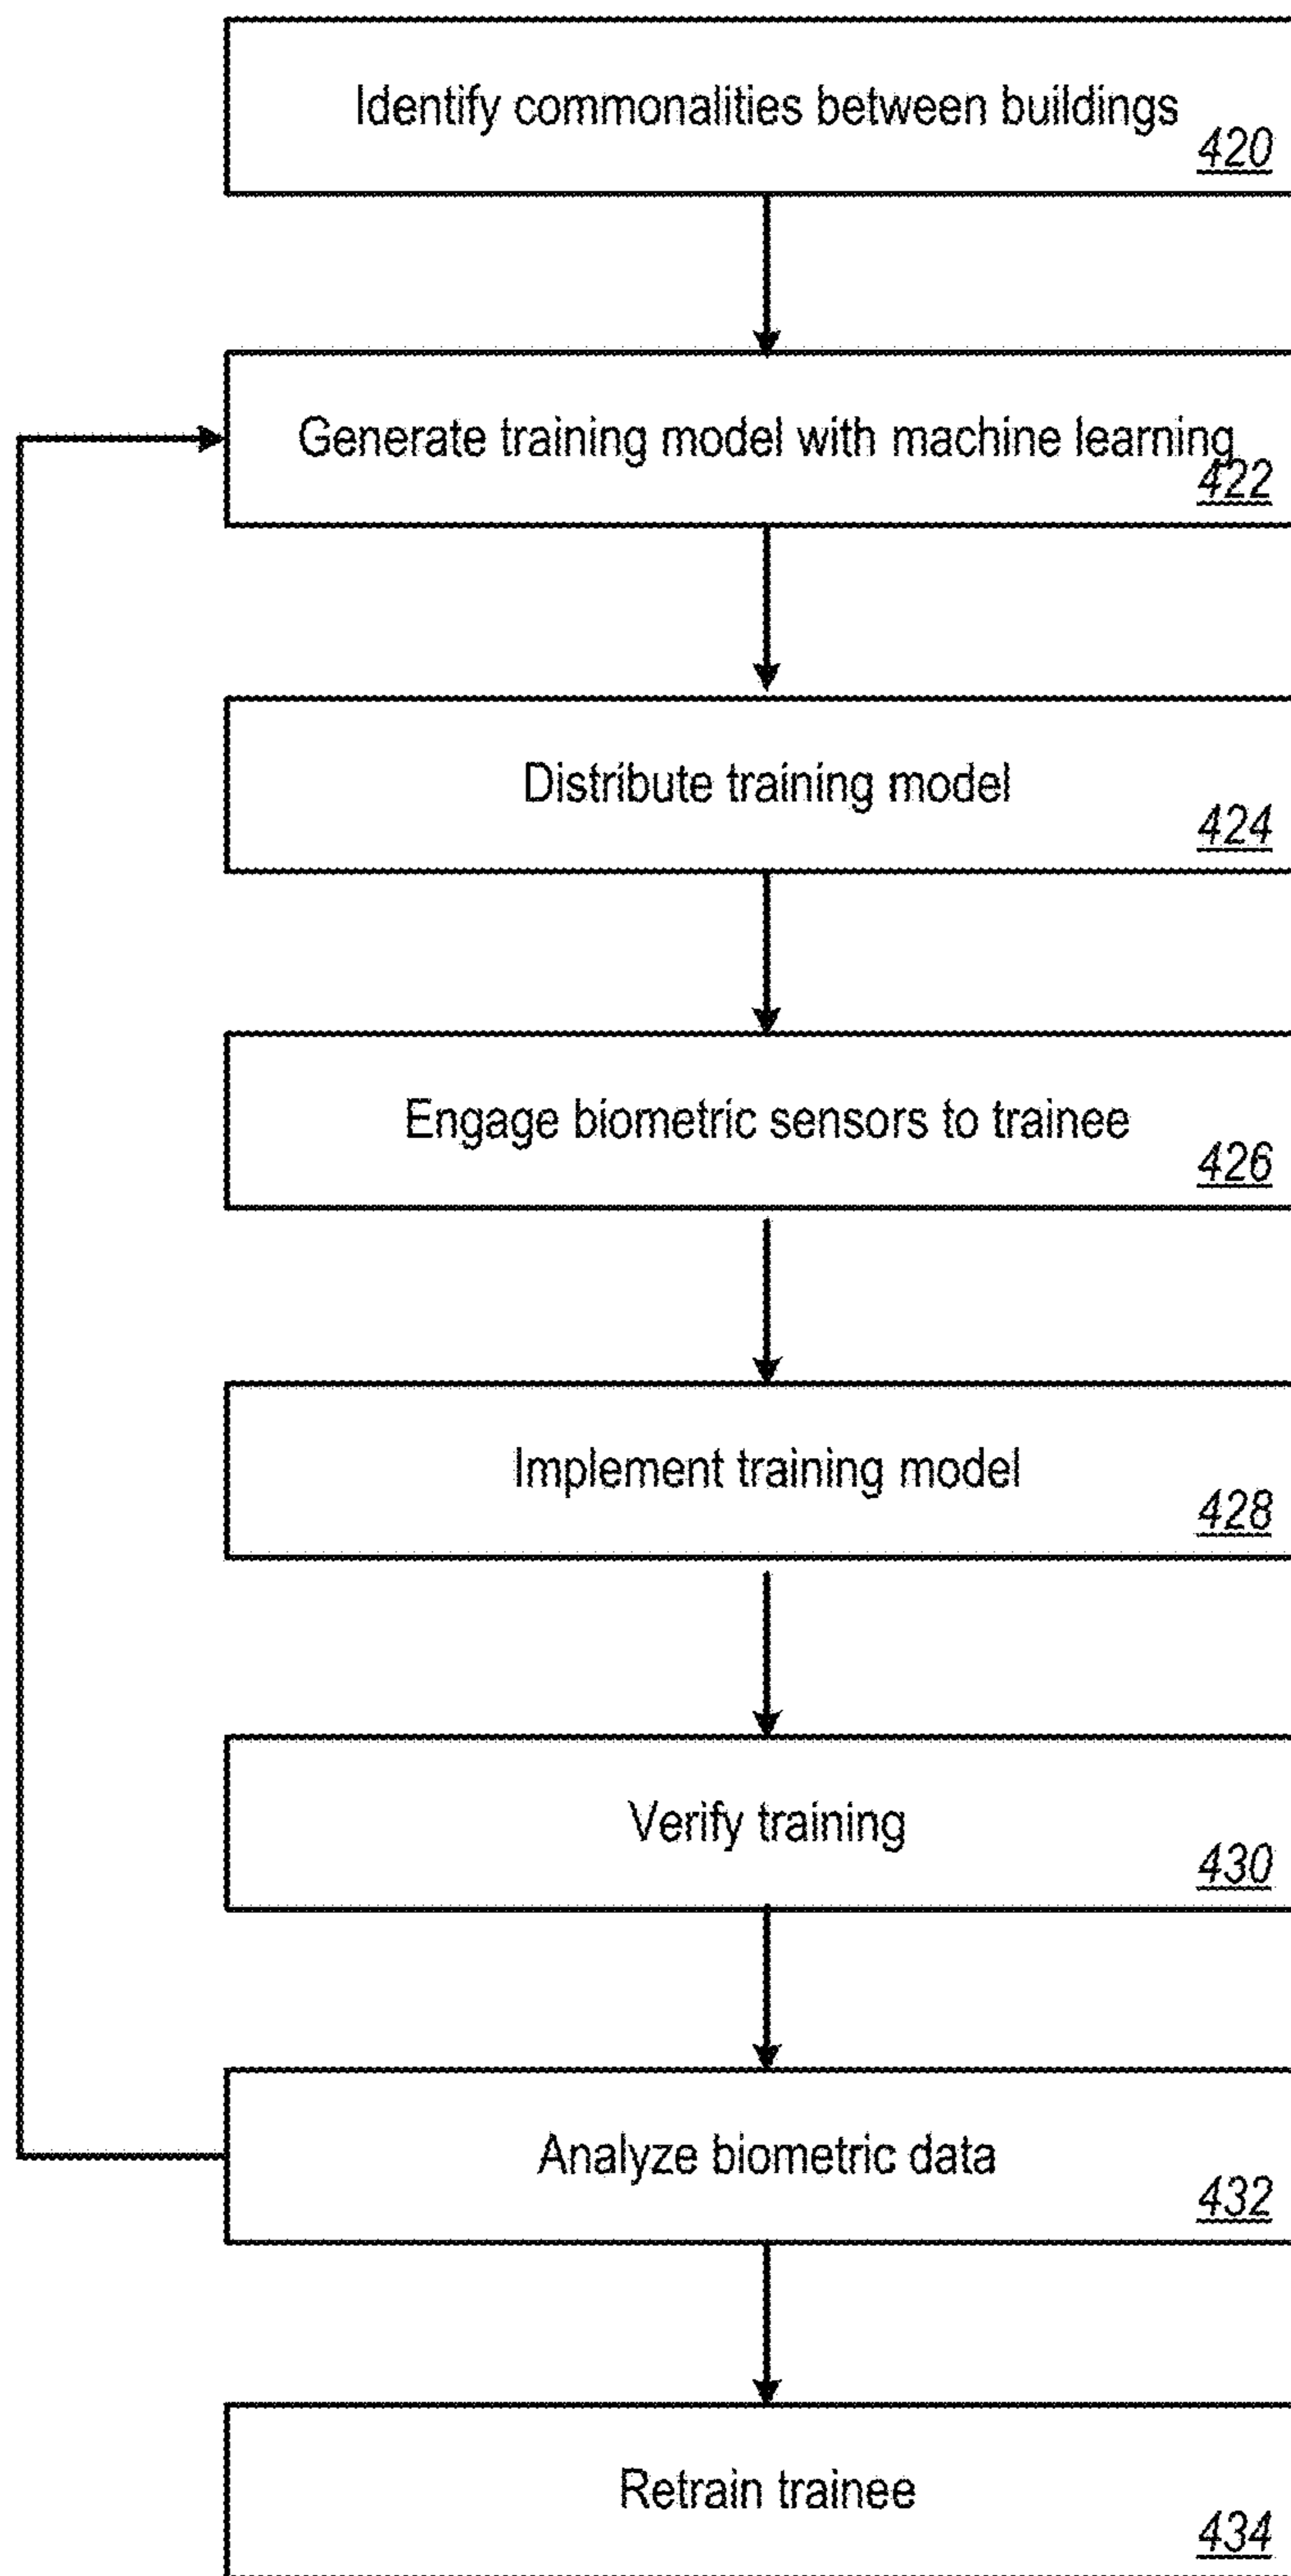 Identify commonalities between buildings
420
Generate training model with machine learning
422
Distribute training model
424
Engage biometric sensors to trainee
426
Implement training model
428
Verify training
430
Analyze biometric data
432
Retrain trainee
434